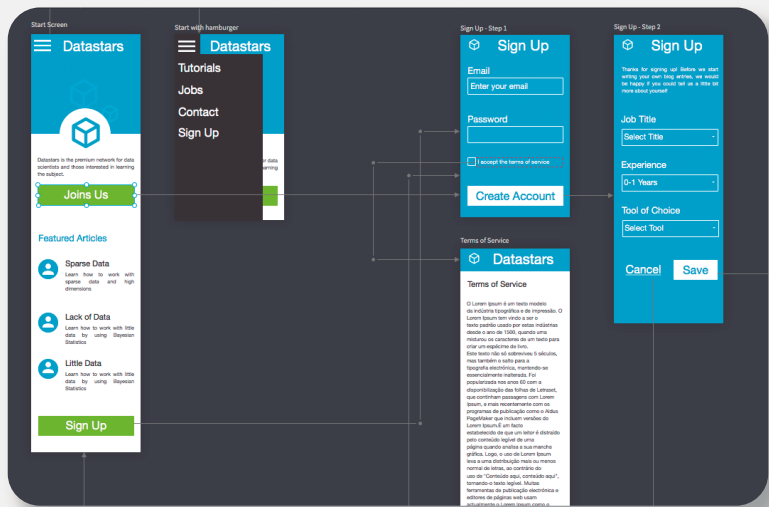 Start Screen
Datastars
Datastars is the premium network for data
scientists and those interested in learning
the subject.
Joins Us
Featured Articles
Sparse Data
Learn how to work with
sparse data and high
dimensions
Lack of Data
Learn how to work with little
data by using Bayesian
Statistics
Little Data
Learn how to work with little
data by using Bayesian
Statistics
Sign Up
Start with hamburger
Datastars
Tutorials
Jobs
Contact
Sign Up
or data
learning
Sign Up - Step 1
Sign Up
Email
Enter your email
Password
I accept the terms of service
Create Account
Terms of Service
Datastars
Terms of Service
O Lorem Ipsum é um texto modelo
da indústria tipográfica e de impressão. O
Lorem Ipsum tem vindo a ser o
texto padrão usado por estas indústrias
desde o ano de 1500, quando uma
misturou os caracteres de um texto para
criar um espécime de livro.
Este texto não só sobreviveu 5 séculos,
mas também o salto para a
tipografia electrónica, mantendo-se
essencialmente inalterada. Foi
popularizada nos anos 60 com a
disponibilização das folhas de Letraset,
que continham passagens com Lorem
Ipsum, e mais recentemente com os
programas de publicação como o Aldus
PageMaker que incluem versões do
Lorem Ipsum.É um facto
estabelecido de que um leitor é distraído
pelo conteúdo legível de uma
página quando analisa a sua mancha
gráfica. Logo, o uso de Lorem Ipsum
leva a uma distribuição mais ou menos
normal de letras, ao contrário do
uso de "Conteúdo aqui, conteúdo aqui",
tornando-o texto legível. Muitas
ferramentas de publicação electrónica e
editores de páginas web usam
actualmente o Lorem Ipsum como o
Sign Up - Step 2
Sign Up
Thanks for signing up! Before we start
writing your own blog entries, we would
be happy if you could tell us a little bit
more about yourself
Job Title
Select Title
Experience
0-1 Years
Tool of Choice
Select Tool
Cancel
Save